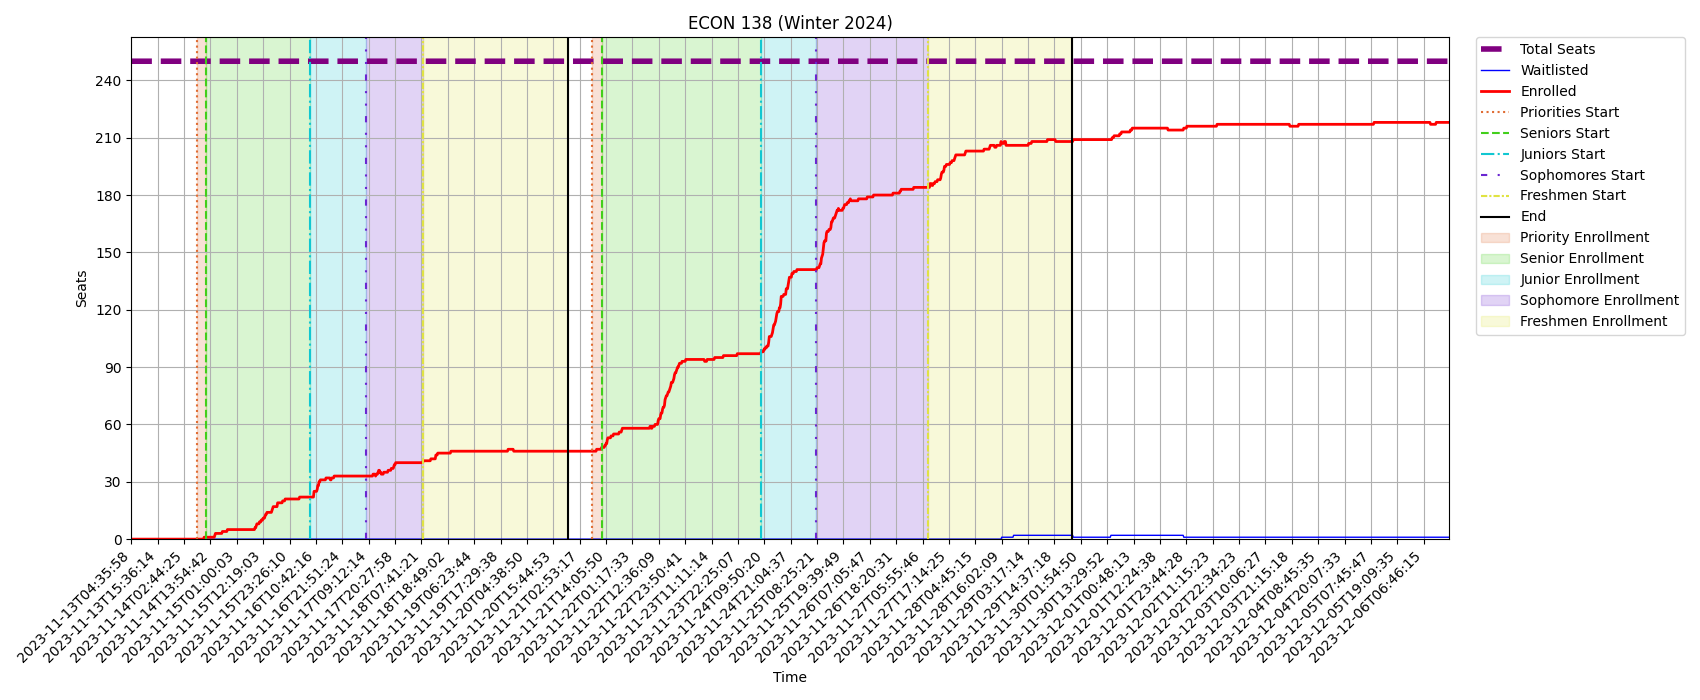 ECON 138 (Winter 2024)
Total Seats
Waitlisted
Enrolled
Priorities Start
Seniors Start
Juniors Start
Sophomores Start
Freshmen Start
End
Priority Enrollment
Senior Enrollment
Junior Enrollment
Sophomore Enrollment
Freshmen Enrollment
Seats
240
210
180
150
120
90
60
30
0
2023-11-13T04:35:58
2023-11-13T15:36:14
2023-11-14T02:44:25
2023-11-14T13:54:42
2023-11-15T01:00:03
2023-11-15T12:19:03
2023-11-15T23:26:10
2023-11-16T10:42:16
2023-11-16T21:51:24
2023-11-17T09:12:14
2023-11-17T20:27:58
2023-11-18T07:41:21
2023-11-18T18:49:02
2023-11-19T06:23:44
2023-11-19T17:29:38
2023-11-20T04:38:50
2023-11-20T15:44:53
2023-11-21T02:53:17
2023-11-21T14:05:50
2023-11-22T01:17:33
2023-11-22T12:36:09
2023-11-22T23:50:41
2023-11-23T11:11:14
2023-11-23T22:25:07
2023-11-24T09:50:20
2023-11-24T21:04:37
2023-11-25T08:25:21
2023-11-25T19:39:49
2023-11-26T07:05:47
2023-11-26T18:20:31
2023-11-27T05:55:46
2023-11-27T17:14:25
2023-11-28T04:45:15
2023-11-28T16:02:09
2023-11-29T03:17:14
2023-11-29T14:37:18
2023-11-30T01:54:50
2023-11-30T13:29:52
2023-12-01T00:48:13
2023-12-01T12:24:38
2023-12-01T23:44:28
2023-12-02T11:15:23
2023-12-02T22:34:23
2023-12-03T10:06:27
2023-12-03T21:15:18
2023-12-04T08:45:35
2023-12-04T20:07:33
2023-12-05T07:45:47
2023-12-05T19:09:35
2023-12-06T06:46:15
Time